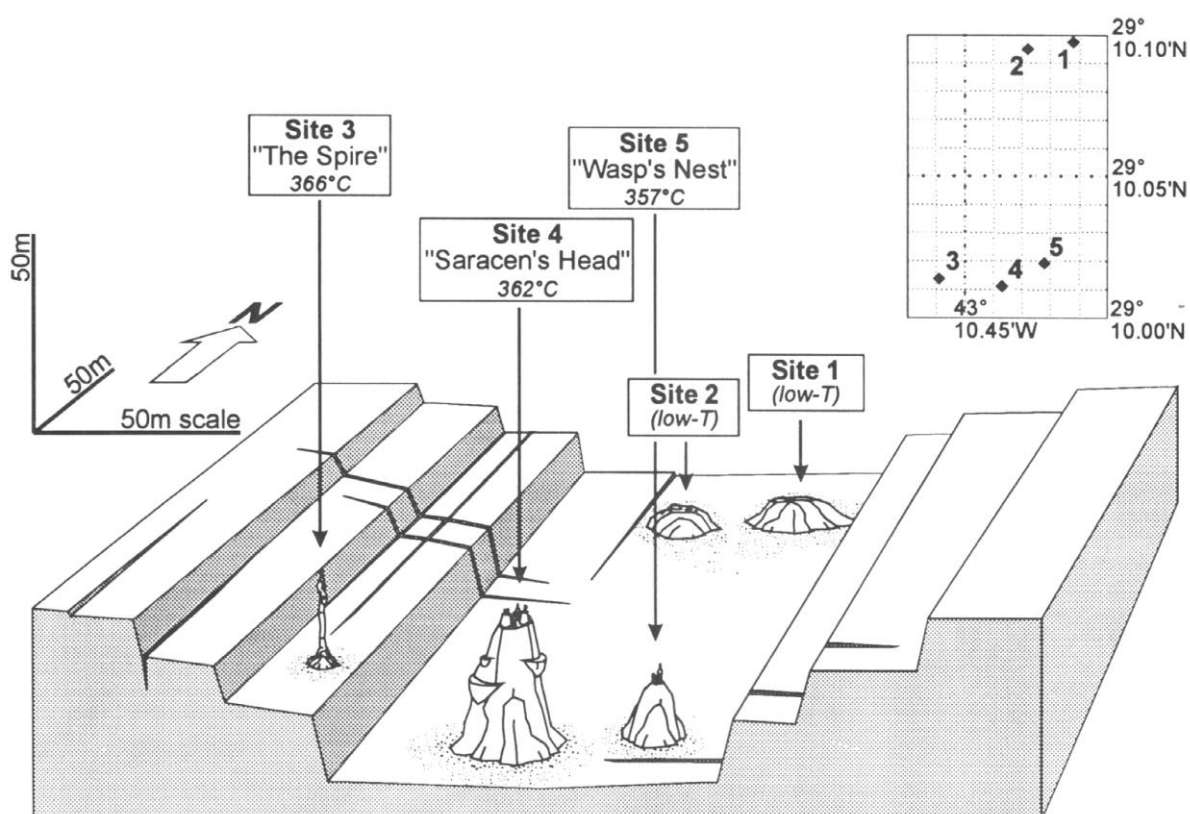 29°
10.10'N
2
1
Site 3
"The Spire"
366°C
Site 5
"Wasp's Nest"
357°C
29°
10.05'N
Site 4
"Saracen's Head"
362°C
3
4
5
43°
10.45'W
29°
10.00'N
50m
N
50m
50m scale
Site 2
(low-T)
Site 1
(low-T)